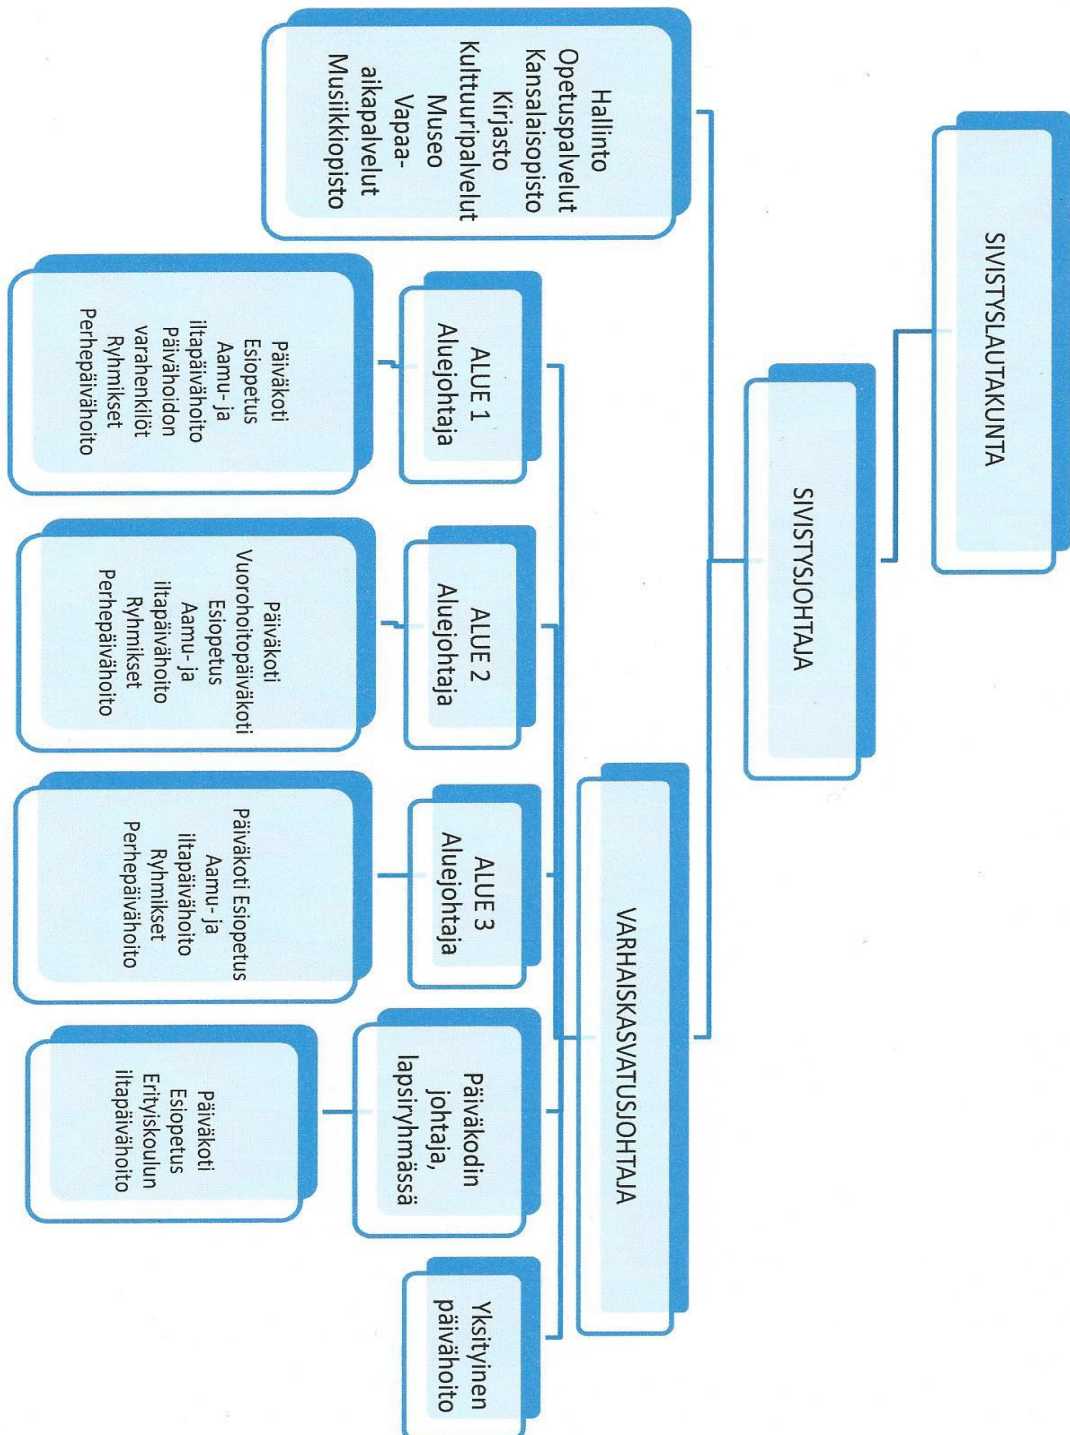 SIVISTYSLAUTAKUNTA
SIVISTYSJOHTAJA
Hallinto
Opetuspalvelut
Kansalaisopisto
Kirjasto
Kulttuuripalvelut
Museo
Vapaa-
aikapalvelut
Musiikkiopisto
VARHAISKASVATUSJOHTAJA
ALUE 1
Aluejohtaja
Päiväkoti
Esiopetus
Aamu- ja
iltapäivähoito
Päivähoidon
varahenkilöt
Ryhmikset
Perhepäivähoito
ALUE 2
Aluejohtaja
Päiväkoti
Vuorohoitopäiväkoti
Esiopetus
Aamu- ja
iltapäivähoito
Ryhmikset
Perhepäivähoito
ALUE 3
Aluejohtaja
Päiväkoti Esiopetus
Aamu- ja
iltapäivähoito
Ryhmikset
Perhepäivähoito
Päiväkodin
johtaja,
lapsiryhmässä
Päiväkoti
Esiopetus
Erityiskoulun
iltapäivähoito
Yksityinen
päivähoito